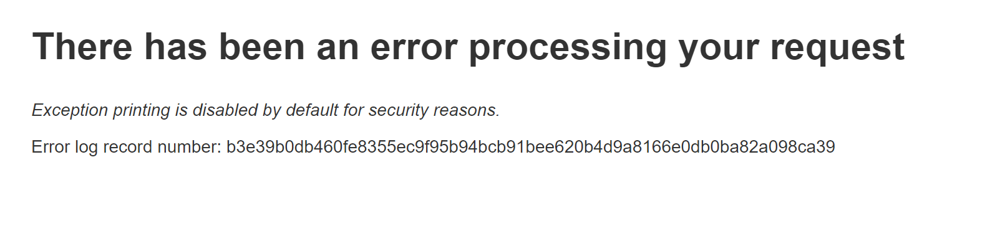 There has been an error processing your request
Exception printing is disabled by default for security reasons.
Error log record number: b3e39b0db460fe8355ec9f95b94bcb91bee620b4d9a8166e0db0ba82a098ca39